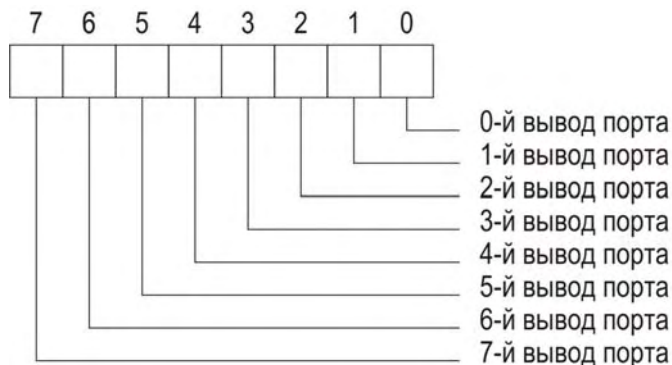 7 6 5 4 3 2 1 0
0-й вывод порта
1-й вывод порта
2-й вывод порта
3-й вывод порта
4-й вывод порта
5-й вывод порта
6-й вывод порта
7-й вывод порта